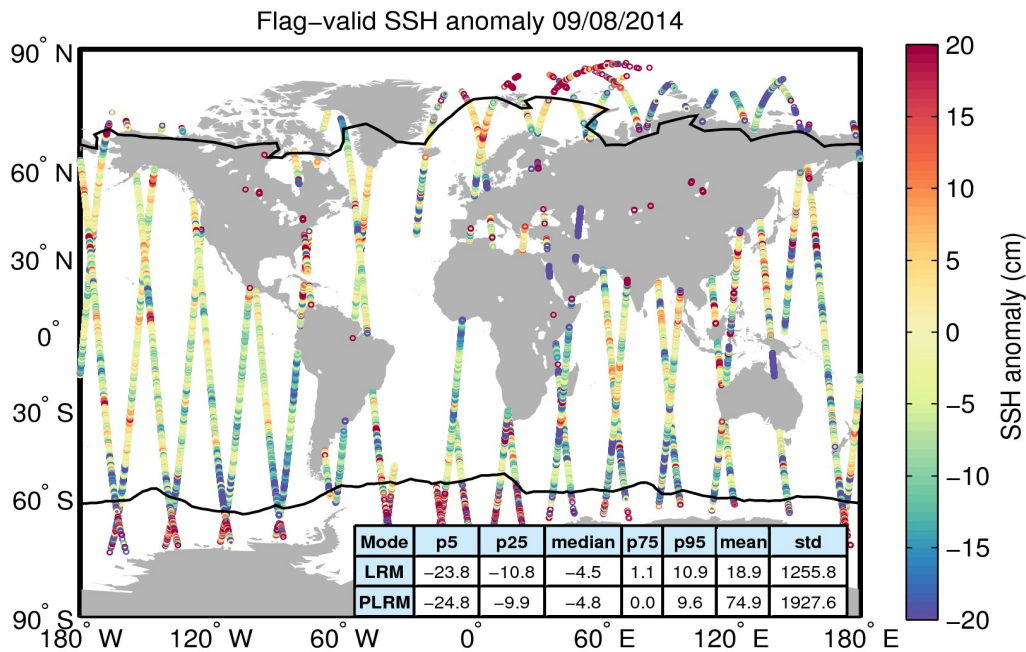 Flag−valid SSH anomaly 09/08/2014
90° N
60° N
30° N
0°
30° S
60° S
90° S
180° W
120° W
60° W
0°
60° E
120° E
180° E
Mode p5 p25 median p75 p95 mean std
LRM −23.8 −10.8 −4.5 1.1 10.9 18.9 1255.8
PLRM −24.8 −9.9 −4.8 0.0 9.6 74.9 1927.6
20
15
10
5
0
−5
−10
−15
−20
SSH anomaly (cm)